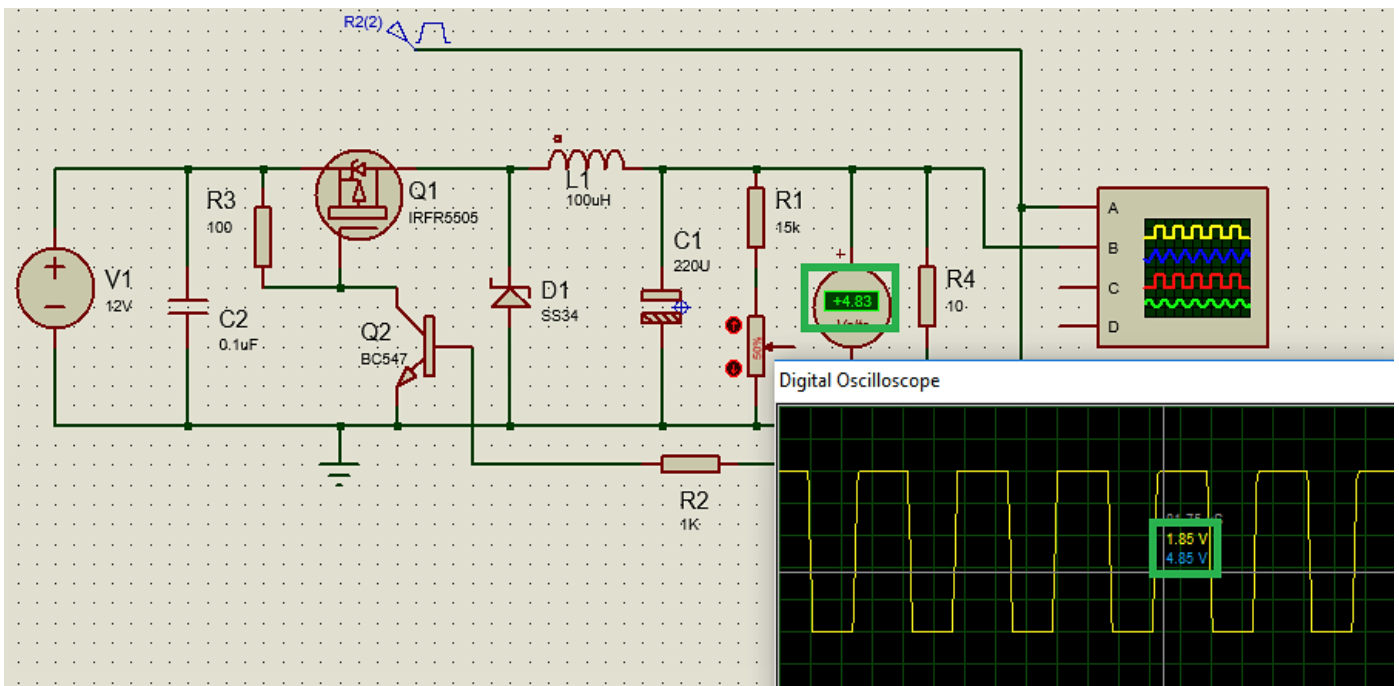 R2(2)
R3
100
Q1
IRFR5505
L1
100uH
R1
15k
C1
220U
+
+4.83
R4
10
A
B
C
D
V1
12V
C2
0.1uF
Q2
BC547
D1
SS34
50%
R2
1K
Digital Oscilloscope
1.85 V
4.85 V